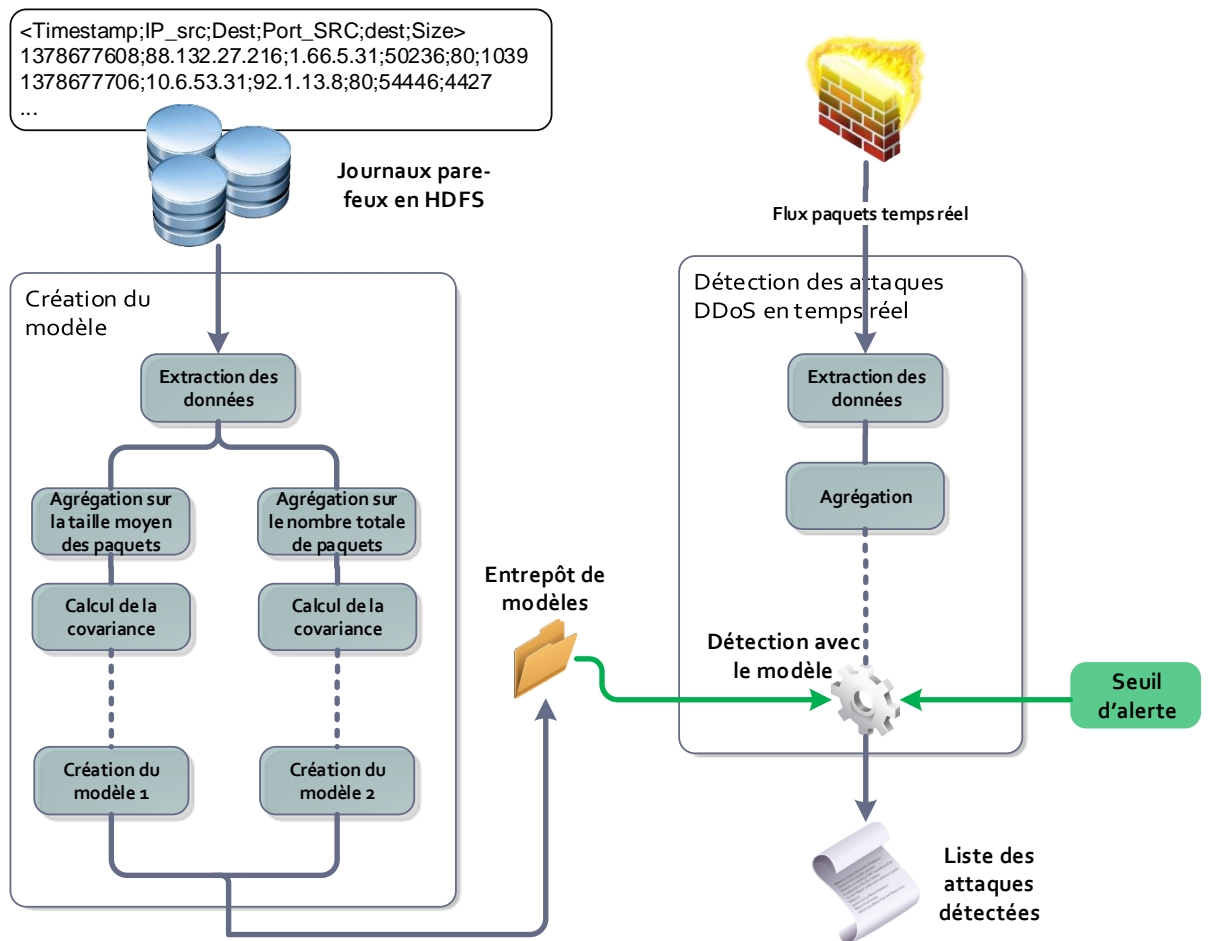 <Timestamp;IP_src;Dest;Port_SRC;dest;Size>
1378677608;88.132.27.216;1.66.5.31;50236;80;1039
1378677706;10.6.53.31;92.1.13.8;80;54446;4427
...
Journaux pare-
feux en HDFS
Création du
modèle
Extraction des
données
Agrégation sur
la taille moyen
des paquets
Agrégation sur
le nombre totale
de paquets
Calcul de la
covariance
Calcul de la
covariance
Création du
modèle 1
Création du
modèle 2
Entrepôt de
modèles
Flux paquets temps réel
Détection des attaques
DDoS en temps réel
Extraction des
données
Agrégation
Détection avec
le modèle
Seuil
d'alerte
Liste des
attaques
détectées